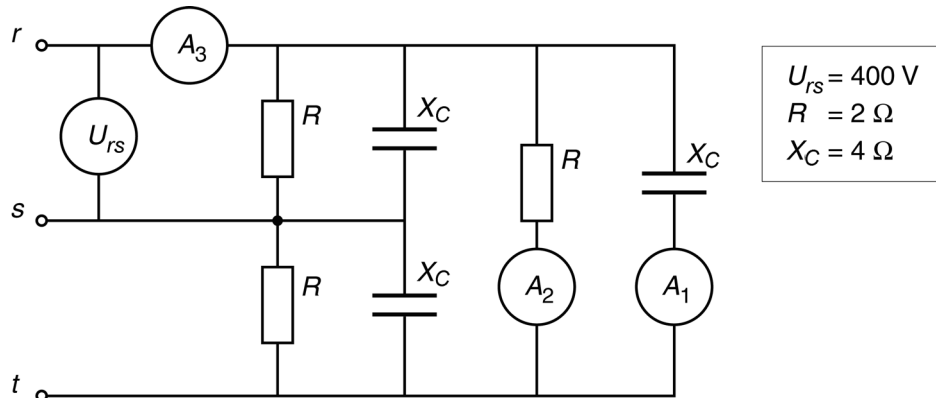 r
A3
Urs
R
XC
R
XC
s
R
XC
A2
A1
t
Urs = 400 V
R = 2 Ω
XC = 4 Ω